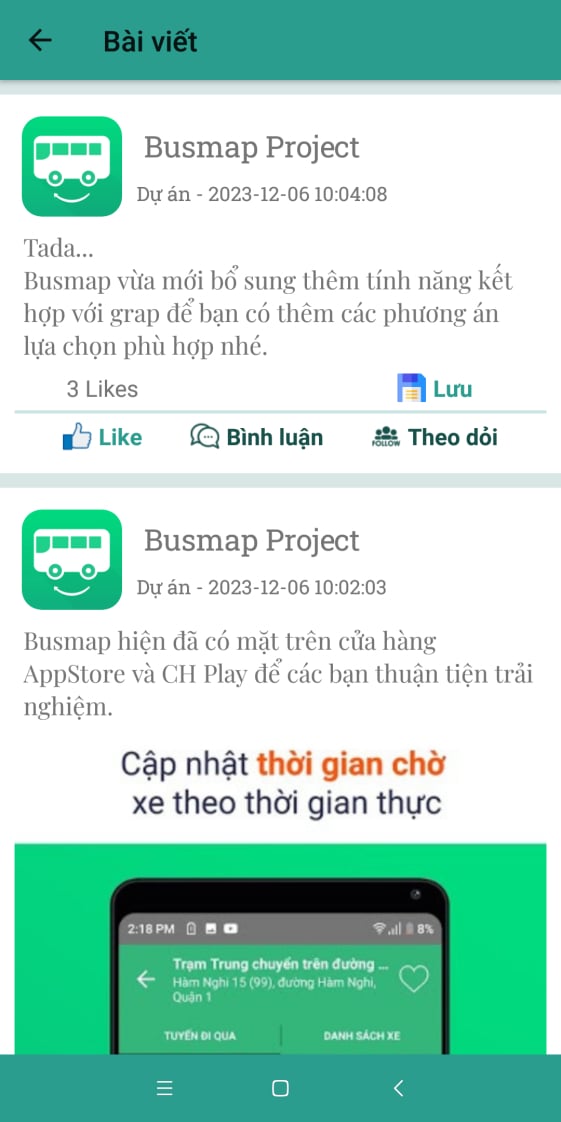 Bài viết
Busmap Project
Dự án - 2023-12-06 10:04:08
Tada...
Busmap vừa mới bổ sung thêm tính năng kết
hợp với grap để bạn có thêm các phương án
lựa chọn phù hợp nhé.
3 Likes
Lưu
Like
Bình luận
FOLLOW
Theo dỏi
Busmap Project
Dự án - 2023-12-06 10:02:03
Busmap hiện đã có mặt trên cửa hàng
AppStore và CH Play để các bạn thuận tiện trải
nghiệm.
Cập nhật thời gian chờ
xe theo thời gian thực
2:18 PM
8%
Trạm Trung chuyển trên đường ...
Hàm Nghi 15 (99), đường Hàm Nghi,
Quận 1
TUYẾN ĐI QUA
DANH SÁCH XE